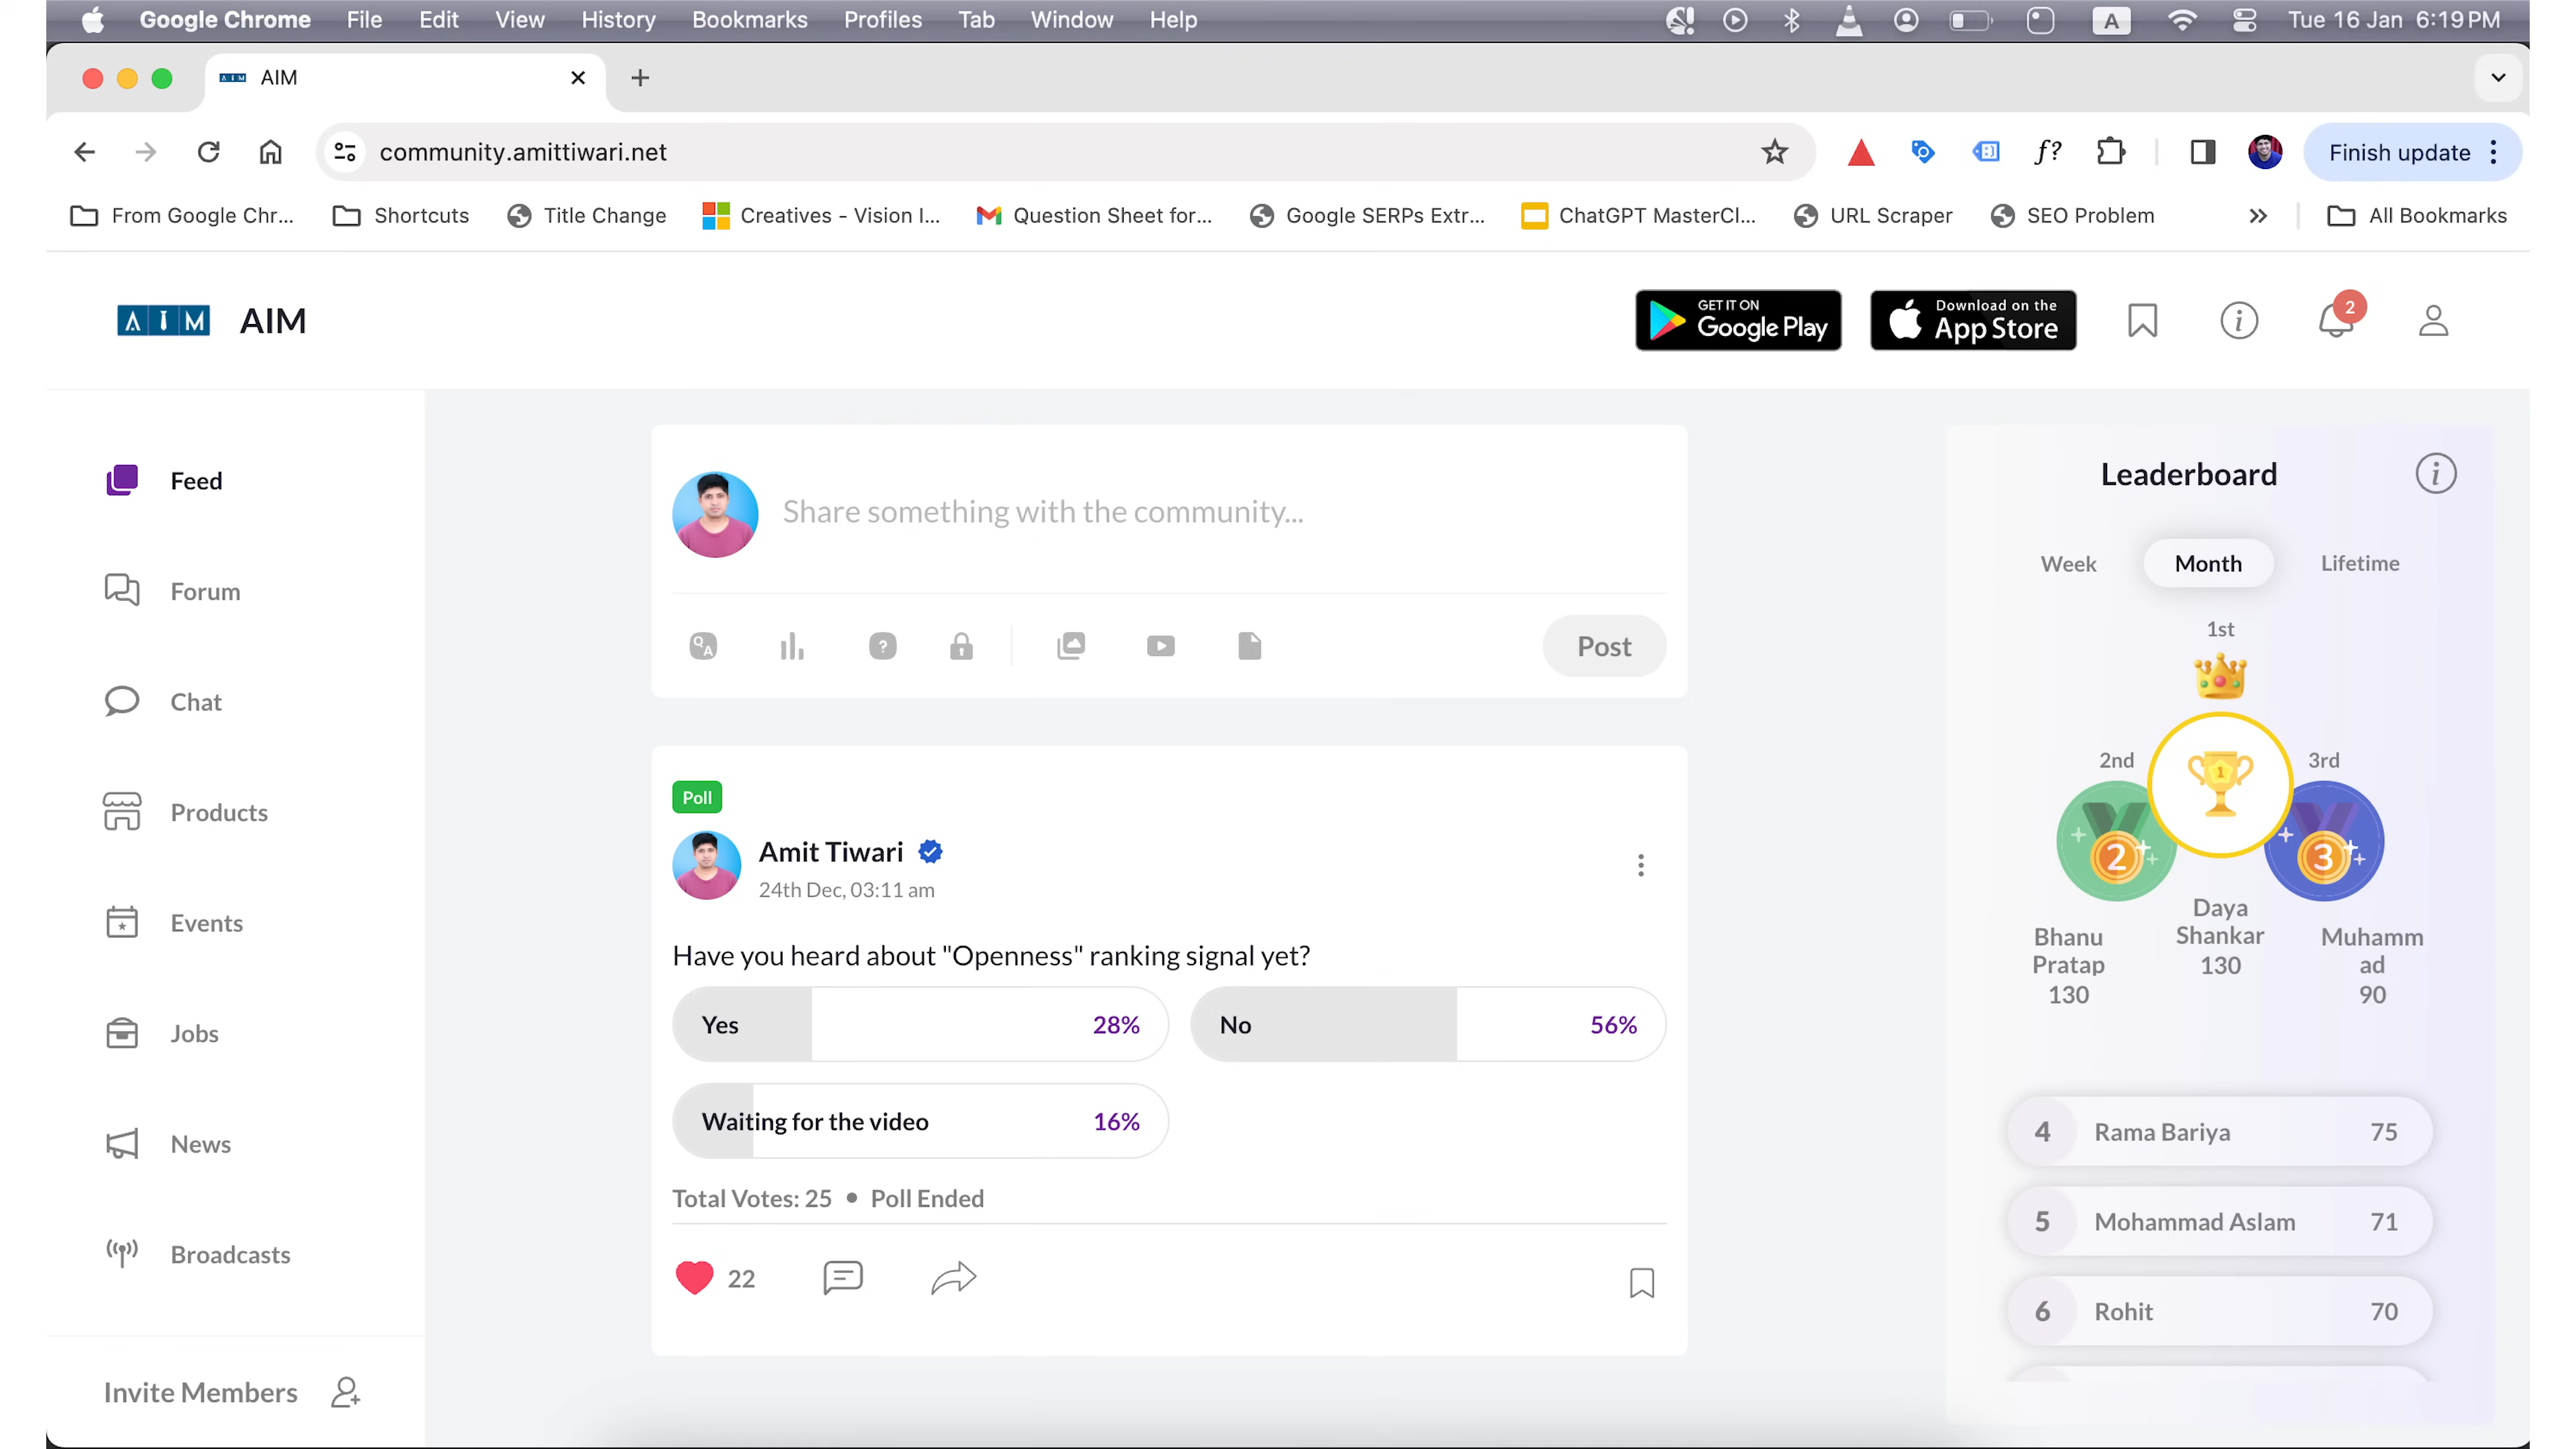 Google Chrome File Edit View History Bookmarks Profiles Tab Window Help A Tue 16 Jan 6:19 PM
AIM AIM
community.amittiwari.net
f? Finish update
From Google Chr... Shortcuts Title Change Creatives - Vision I... Question Sheet for... Google SERPs Extr... ChatGPT MasterCl... URL Scraper SEO Problem All Bookmarks
AIM AIM
GET IT ON
Google Play
Download on the
App Store
2
Feed
Forum
Chat
Products
Events
Jobs
News
Broadcasts
Invite Members
Share something with the community...
Post
Poll
Amit Tiwari
24th Dec, 03:11 am
Have you heard about "Openness" ranking signal yet?
Yes 28%
No 56%
Waiting for the video 16%
Total Votes: 25 • Poll Ended
22
Leaderboard
Week Month Lifetime
1st
2nd
3rd
1
2
3
Daya
Shankar
130
Bhanu
Pratap
130
Muhamm
ad
90
4 Rama Bariya 75
5 Mohammad Aslam 71
6 Rohit 70